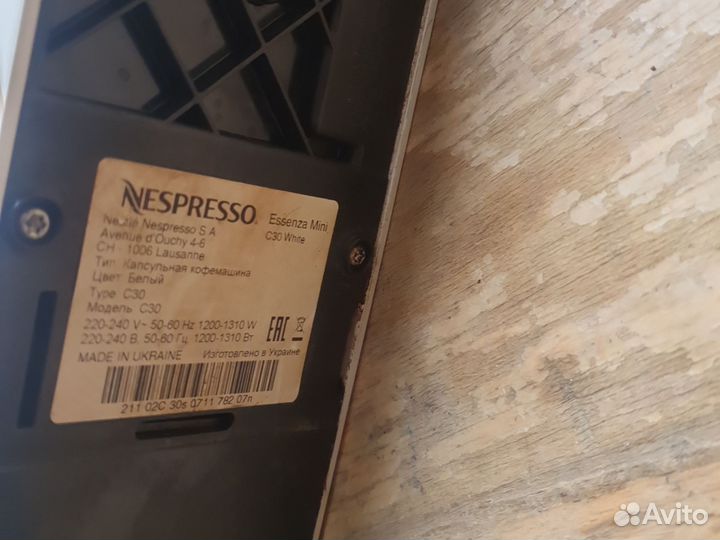 NESPRESSO. Essenza Mini
C30 White
Nestlé Nespresso S.A
Avenue d'Ouchy 4-6
CH - 1006 Lausanne
Тип: Капсульная кофемашина
Цвет: Белый
Type: C30
Модель: C30
220-240 V~ 50-60 Hz 1200-1310 W
220-240 В, 50-60 Гц, 1200-1310 Вт
EAC
MADE IN UKRAINE Изготовлено в Украине
211 02C 30s 0711 782 07n
Avito